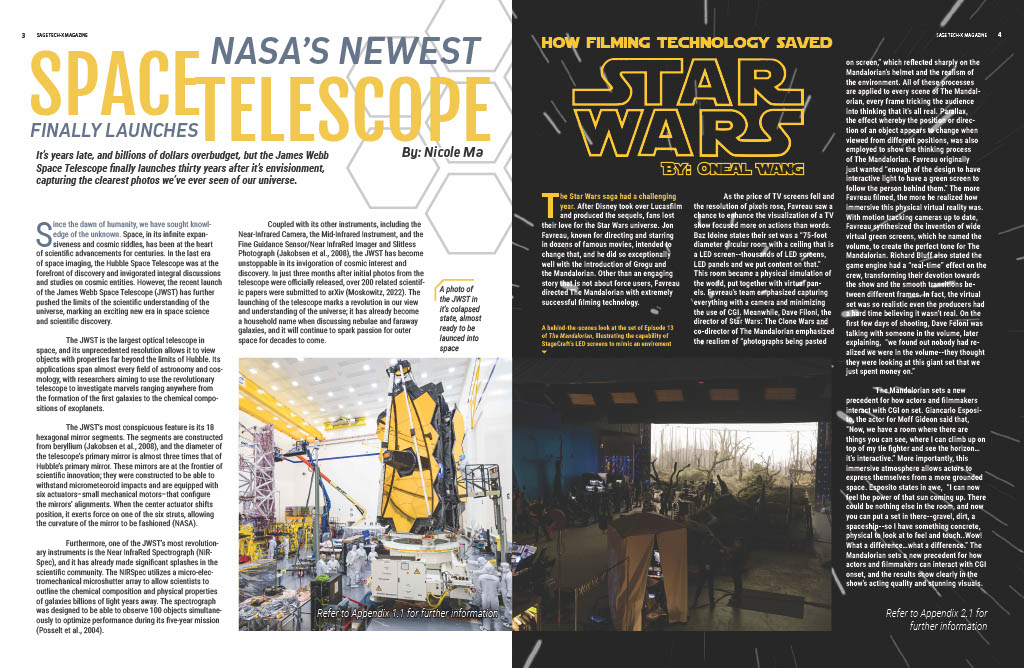 3 SAGETECH-X MAGAZINE
NASA'S NEWEST
SPACE
TELESCOPE
FINALLY LAUNCHES
By: Nicole Ma
It's years late, and billions of dollars overbudget, but the James Webb
Space Telescope finally launches thirty years after it's envisionment,
capturing the clearest photos we've ever seen of our universe.
Since the dawn of humanity, we have sought knowl-
edge of the unknown. Space, in its infinite expan-
siveness and cosmic riddles, has been at the heart
of scientific advancements for centuries. In the last era
of space imaging, the Hubble Space Telescope was at the
forefront of discovery and invigorated integral discussions
and studies on cosmic entities. However, the recent launch
of the James Webb Space Telescope (JWST) has further
pushed the limits of the scientific understanding of the
universe, marking an exciting new era in space science
and scientific discovery.
The JWST is the largest optical telescope in
space, and its unprecedented resolution allows it to view
objects with properties far beyond the limits of Hubble. Its
applications span almost every field of astronomy and cos-
mology, with researchers aiming to use the revolutionary
telescope to investigate marvels ranging anywhere from
the formation of the first galaxies to the chemical compo-
sitions of exoplanets.
The JWST's most conspicuous feature is its 18
hexagonal mirror segments. The segments are constructed
from beryllium (Jakobsen et al., 2008), and the diameter of
the telescope's primary mirror is almost three times that of
Hubble's primary mirror. These mirrors are at the frontier of
scientific innovation; they were constructed to be able to
withstand micrometeoroid impacts and are equipped with
six actuators–small mechanical motors–that configure
the mirrors' alignments. When the center actuator shifts
position, it exerts force on one of the six struts, allowing
the curvature of the mirror to be fashioned (NASA).
Furthermore, one of the JWST's most revolution-
ary instruments is the Near InfraRed Spectrograph (NIR-
Spec), and it has already made significant splashes in the
scientific community. The NIRSpec utilizes a micro-elec-
tromechanical microshutter array to allow scientists to
outline the chemical composition and physical properties
of galaxies billions of light years away. The spectrograph
was designed to be able to observe 100 objects simultane-
ously to optimize performance during its five-year mission
(Posselt et al., 2004).
Coupled with its other instruments, including the
Near-Infrared Camera, the Mid-Infrared Instrument, and the
Fine Guidance Sensor/Near InfraRed Imager and Slitless
Photograph (Jakobsen et al., 2008), the JWST has become
unstoppable in its invigoration of cosmic interest and
discovery. In just three months after initial photos from the
telescope were officially released, over 200 related scientif-
ic papers were submitted to arXiv (Moskowitz, 2022). The
launching of the telescope marks a revolution in our view
and understanding of the universe; it has already become
a household name when discussing nebulae and faraway
galaxies, and it will continue to spark passion for outer
space for decades to come.
A photo of
the JWST in
it's colapsed
state, almost
ready to be
launced into
space
Refer to Appendix 1.1 for further information
SAGETECH-X MAGAZINE 4
HOW FILMING TECHNOLOGY SAVED
STAR
WARS
BY: ONEAL WANG
The Star Wars saga had a challenging
year. After Disney took over Lucasfilm
and produced the sequels, fans lost
their love for the Star Wars universe. Jon
Favreau, known for directing and starring
in dozens of famous movies, intended to
change that, and he did so exceptionally
well with the introduction of Grogu and
the Mandalorian. Other than an engaging
story that is not about force users, Favreau
directed The Mandalorian with extremely
successful filming technology.
A behind-the-scenes look at the set of Episode 13
of The Mandorian, illustrating the capability of
StageCraft's LED screens to mimic an enviroment
As the price of TV screens fell and
the resolution of pixels rose, Favreau saw a
chance to enhance the visualization of a TV
show focused more on actions than words.
Baz Idoine states their set was a "75-foot
diameter circular room with a ceiling that is
a LED screen--thousands of LED screens,
LED panels and we put content on that."
This room became a physical simulation of
the world, put together with virtual pan-
els. Favreau's team emphasized capturing
everything with a camera and minimizing
the use of CGI. Meanwhile, Dave Filoni, the
director of Star Wars: The Clone Wars and
co-director of The Mandalorian emphasized
the realism of "photographs being pasted
on screen," which reflected sharply on the
Mandalorian's helmet and the realism of
the environment. All of these processes
are applied to every scene of The Mandal-
orian, every frame tricking the audience
into thinking that it's all real. Parallax,
the effect whereby the position or direc-
tion of an object appears to change when
viewed from different positions, was also
employed to show the thinking process
of The Mandalorian. Favreau originally
just wanted "enough of the design to have
interactive light to have a green screen to
follow the person behind them." The more
Favreau filmed, the more he realized how
immersive this physical virtual reality was.
With motion tracking cameras up to date,
Favreau synthesized the invention of wide
virtual green screens, which he named the
volume, to create the perfect tone for The
Mandalorian. Richard Bluff also stated the
game engine had a "real-time" effect on the
crew, transforming their devotion towards
the show and the smooth transitions be-
tween different frames. In fact, the virtual
set was so realistic even the producers had
a hard time believing it wasn't real. On the
first few days of shooting, Dave Feloni was
talking with someone in the volume, later
explaining, "we found out nobody had re-
alized we were in the volume--they thought
they were looking at this giant set that we
just spent money on."
The Mandalorian sets a new
precedent for how actors and filmmakers
interact with CGI on set. Giancarlo Esposi-
to, the actor for Moff Gideon said that,
"Now, we have a room where there are
things you can see, where I can climb up on
top of my tie fighter and see the horizon…
it's interactive." More importantly, this
immersive atmosphere allows actors to
express themselves from a more grounded
space. Esposito states in awe, "I can now
feel the power of that sun coming up. There
could be nothing else in the room, and now
you can put a set in there--gravel, dirt, a
spaceship--so I have something concrete,
physical to look at to feel and touch..Wow!
What a difference…what a difference." The
Mandalorian sets a new precedent for how
actors and filmmakers can interact with CGI
onset, and the results show clearly in the
show's acting quality and stunning visuals.
Refer to Appendix 2.1 for
further information